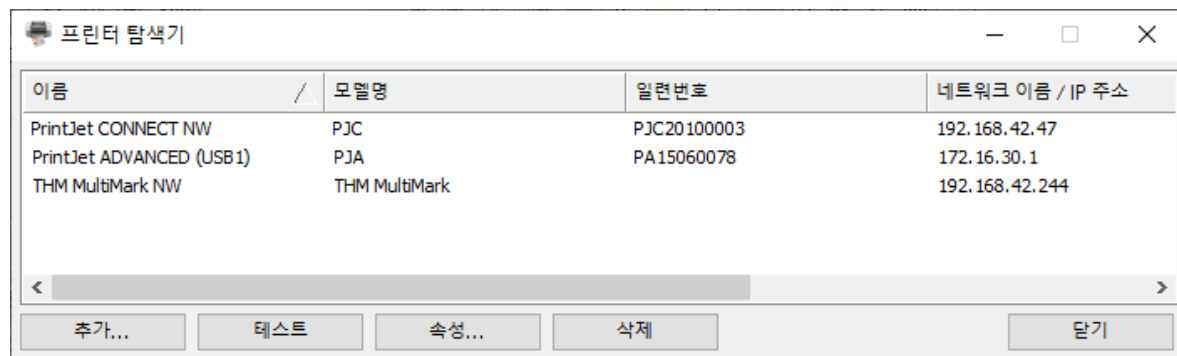 프린터 탐색기
이름 모델명 일련번호 네트워크 이름 / IP 주소
PrintJet CONNECT NW PJC PJC20100003 192.168.42.47
PrintJet ADVANCED (USB1) PJA PA15060078 172.16.30.1
THM MultiMark NW THM MultiMark 192.168.42.244
추가... 테스트 속성... 삭제 닫기